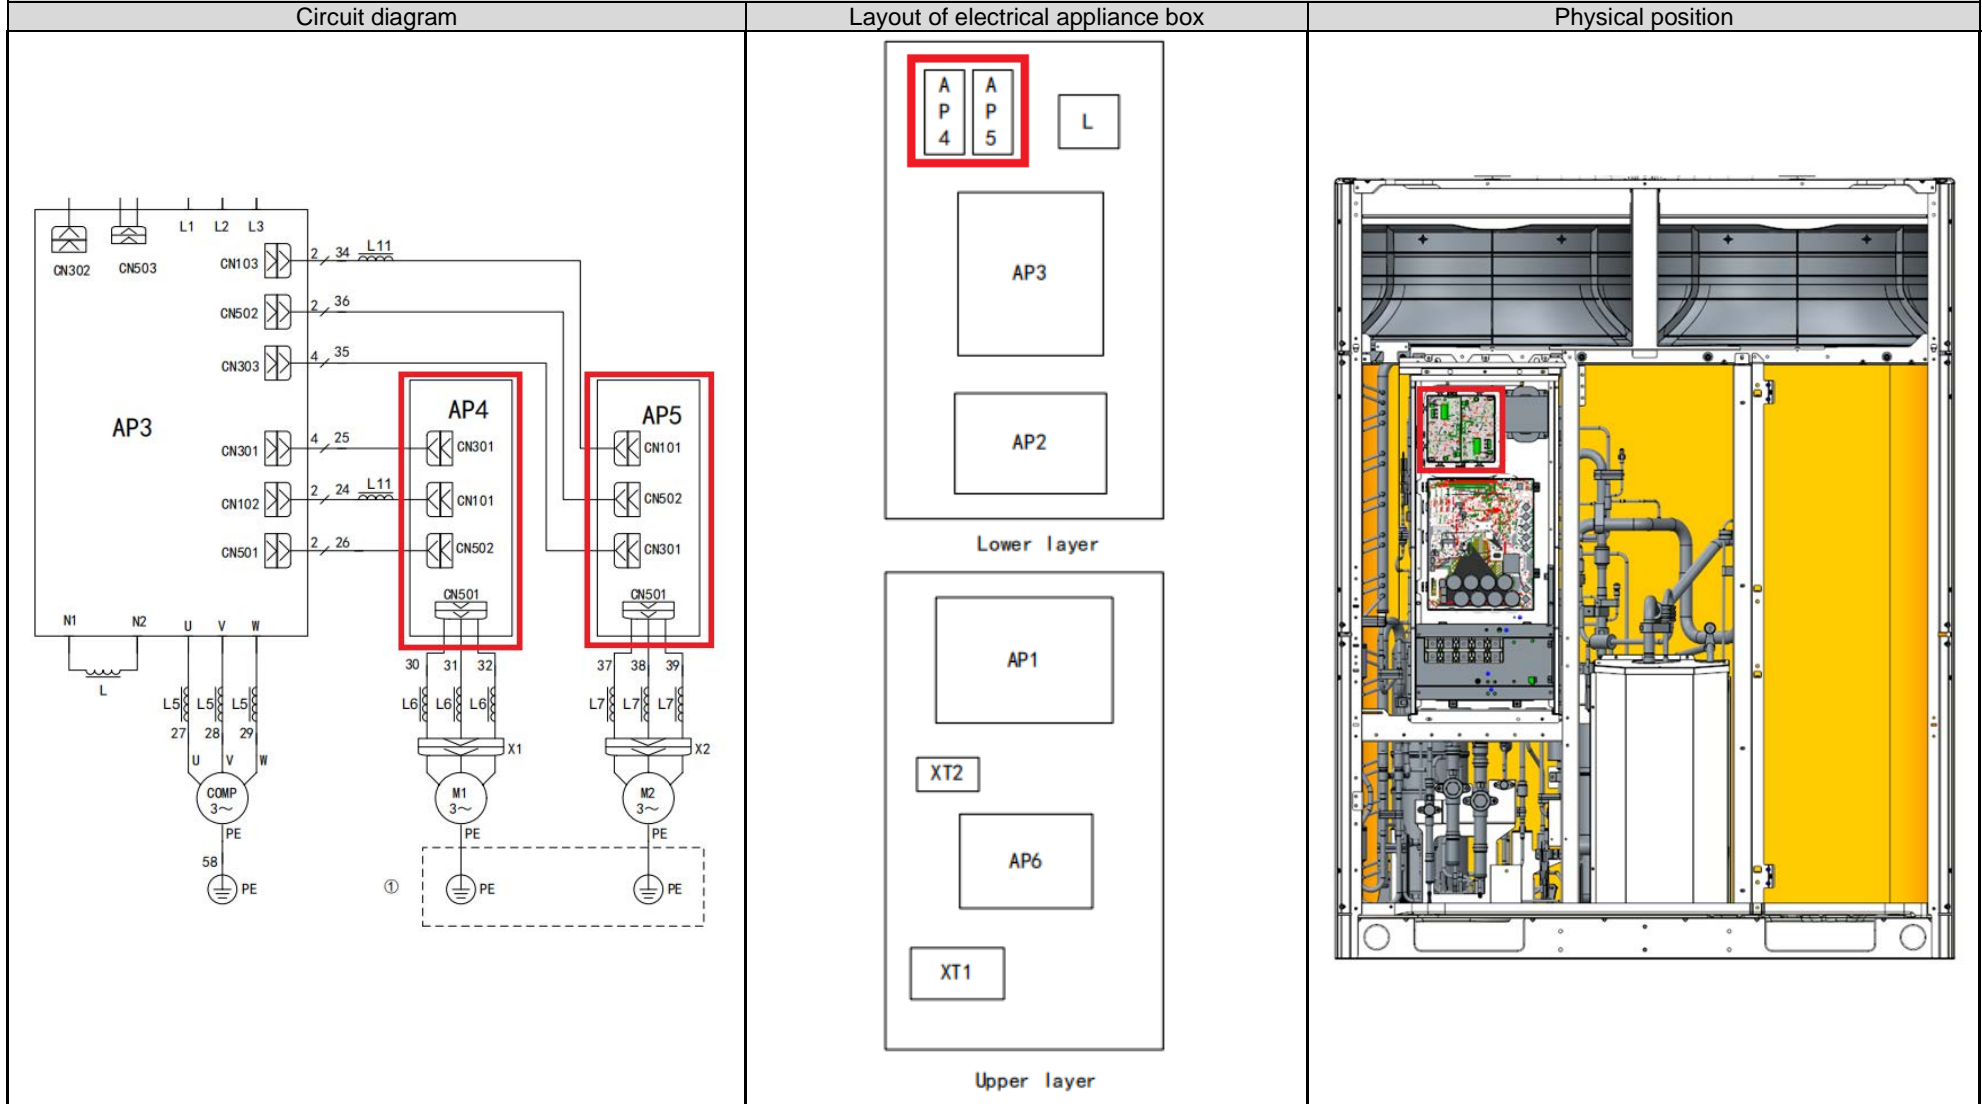 Circuit diagram
Layout of electrical appliance box
Physical position
L1 L2 L3
CN302
CN503
CN103
2 34 L11
CN502
2 36
CN303
4 35
AP3
CN301
4 25
CN102
2 24 L11
CN501
2 26
AP4
CN301
CN101
CN502
CN501
AP5
CN101
CN502
CN301
CN501
N1 N2 U V W
L
30 31 32
37 38 39
L5 L5 L5
L6 L6 L6
L7 L7 L7
27 28 29
U V W
X1
X2
COMP
3～
M1
3～
M2
3～
PE
PE
PE
58
PE
①
PE
PE
A
P
4
A
P
5
L
AP3
AP2
Lower layer
AP1
XT2
AP6
XT1
Upper layer